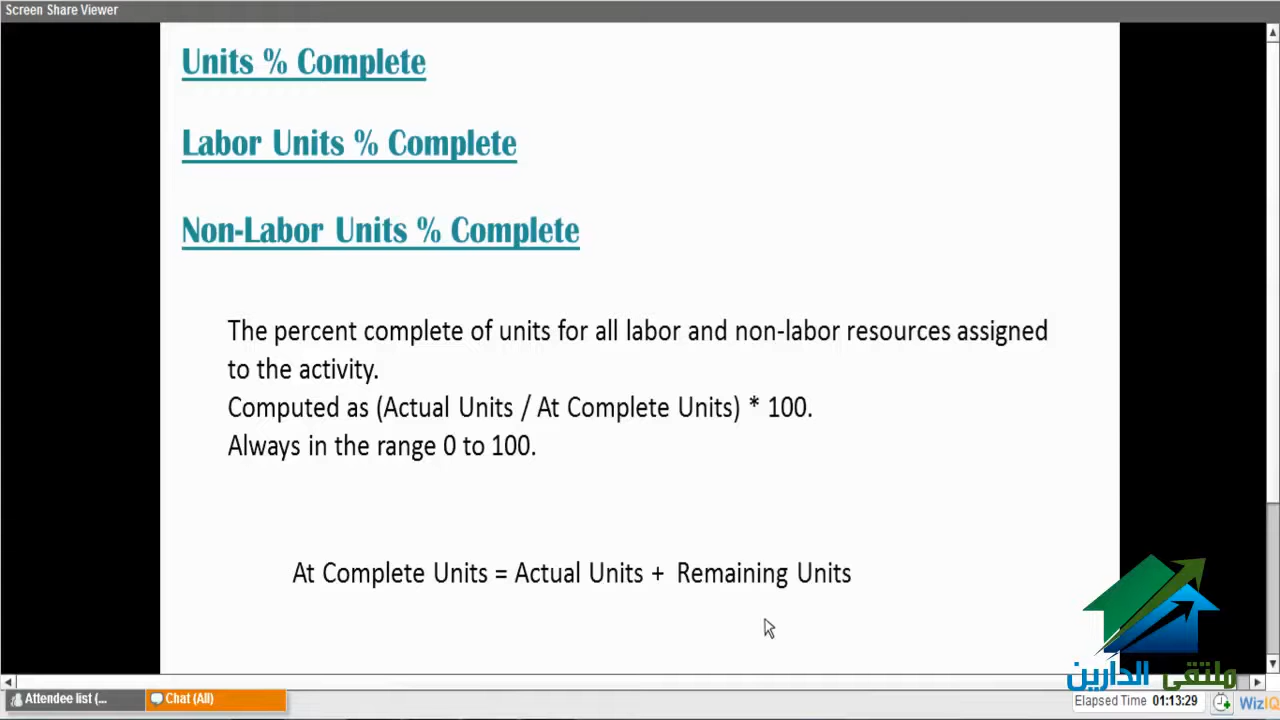 Screen Share Viewer
Units % Complete
Labor Units % Complete
Non-Labor Units % Complete
The percent complete of units for all labor and non-labor resources assigned
to the activity.
Computed as (Actual Units / At Complete Units) * 100.
Always in the range 0 to 100.
At Complete Units = Actual Units + Remaining Units
ملتقى الدارين
Attendee list (...
Chat (All)
Elapsed Time 01:13:29
WizIQ